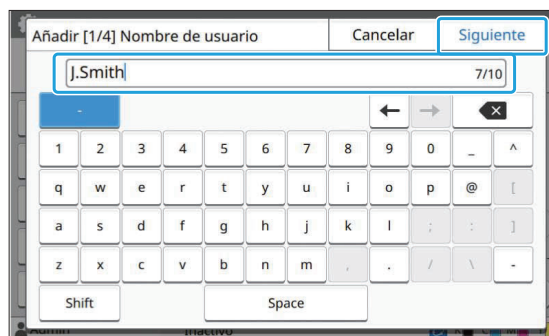 Añadir [1/4] Nombre de usuario Cancelar Siguiente
J.Smith 7/10
-
1 2 3 4 5 6 7 8 9 0 _ ^
q w e r t y u i o p @ [
a s d f g h j k l ; : ]
z x c v b n m , . / \ -
Shift Space
Admin Inactivo K C M